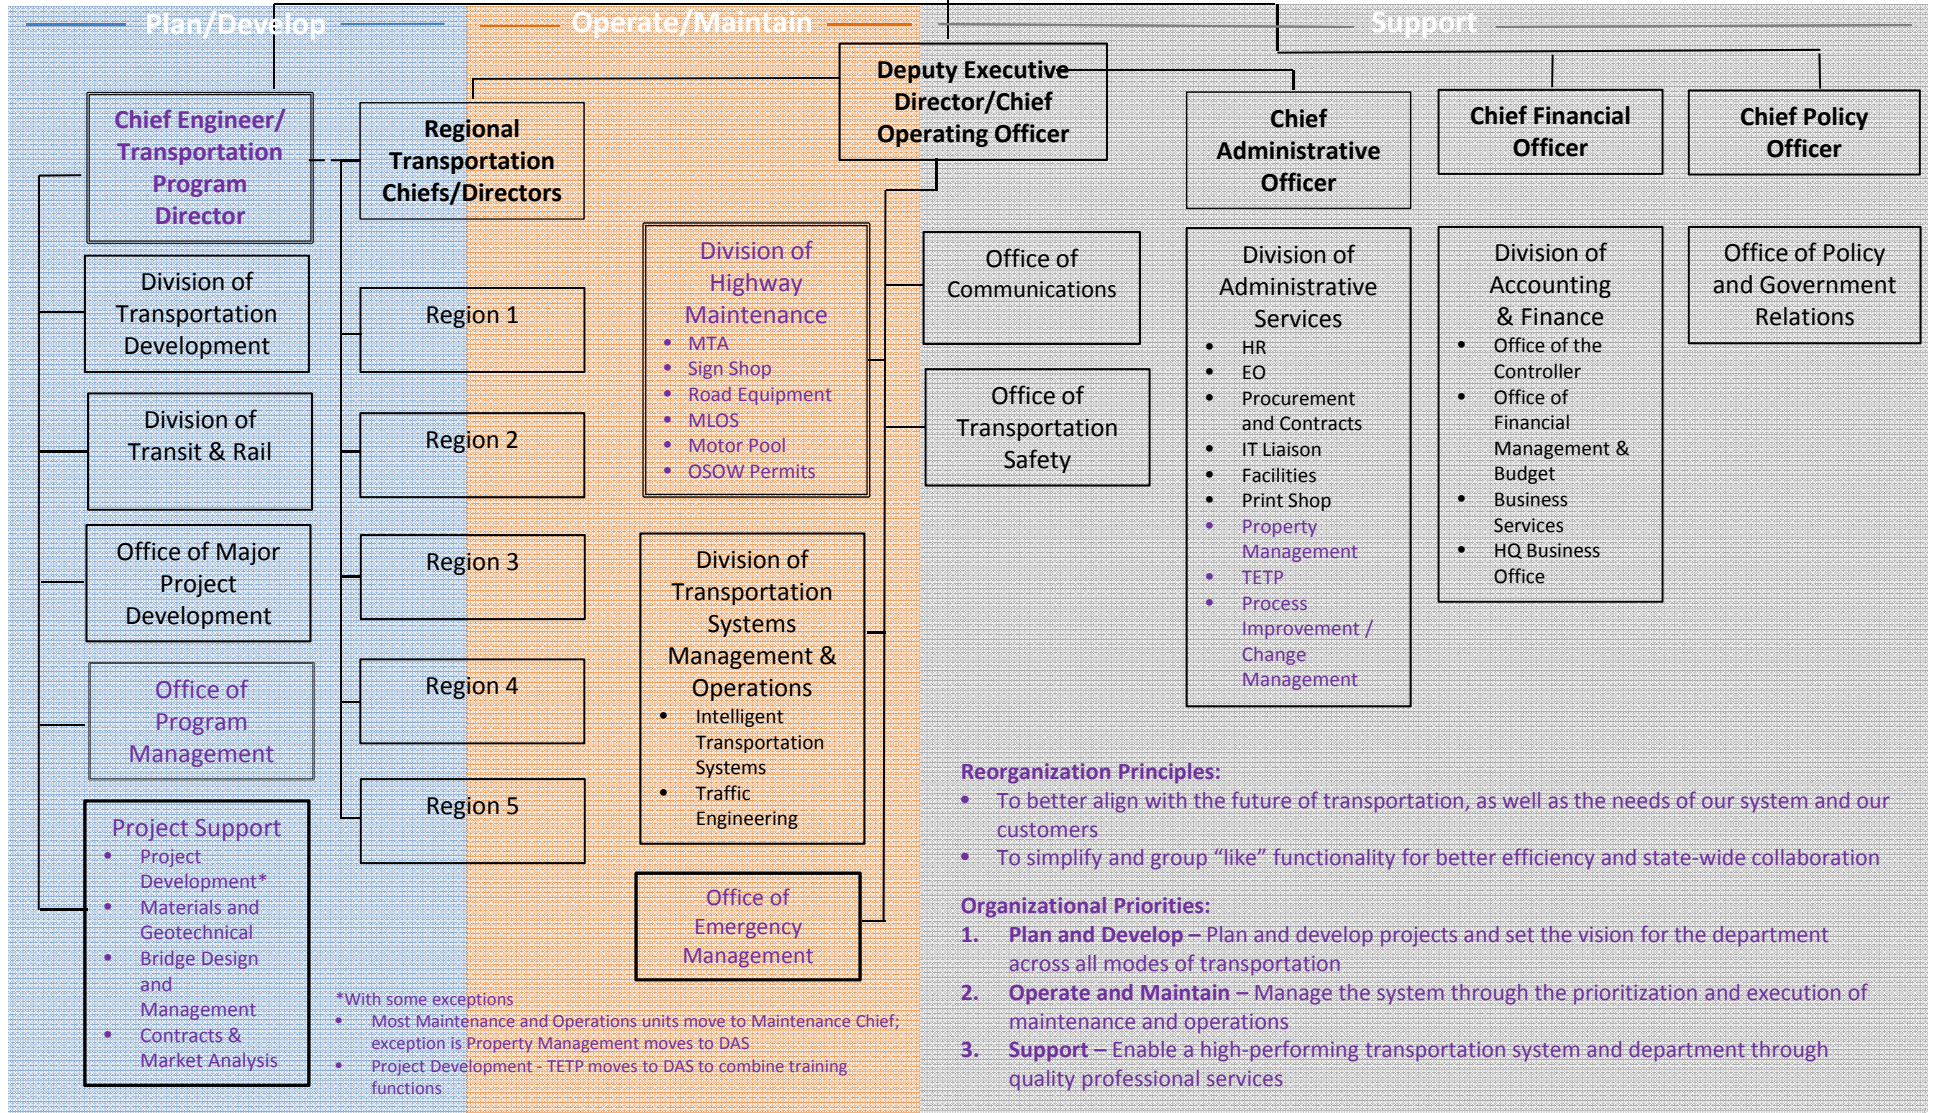 Plan/Develop
Operate/Maintain
Support
Deputy Executive
Director/Chief
Operating Officer
Chief Engineer/
Transportation
Program
Director
Regional
Transportation
Chiefs/Directors
Chief
Administrative
Officer
Chief Financial
Officer
Chief Policy
Officer
Division of
Transportation
Development
Division of
Transit & Rail
Office of Major
Project
Development
Office of
Program
Management
Project Support
• Project
Development*
• Materials and
Geotechnical
• Bridge Design
and
Management
• Contracts &
Market Analysis
Region 1
Region 2
Region 3
Region 4
Region 5
Division of
Highway
Maintenance
• MTA
• Sign Shop
• Road Equipment
• MLOS
• Motor Pool
• OSOW Permits
Division of
Transportation
Systems
Management &
Operations
• Intelligent
Transportation
Systems
• Traffic
Engineering
Office of
Emergency
Management
*With some exceptions
• Most Maintenance and Operations units move to Maintenance Chief;
exception is Property Management moves to DAS
• Project Development - TETP moves to DAS to combine training
functions
Office of
Communications
Office of
Transportation
Safety
Division of
Administrative
Services
• HR
• EO
• Procurement
and Contracts
• IT Liaison
• Facilities
• Print Shop
• Property
Management
• TETP
• Process
Improvement /
Change
Management
Division of
Accounting
& Finance
• Office of the
Controller
• Office of
Financial
Management &
Budget
• Business
Services
• HQ Business
Office
Office of Policy
and Government
Relations
Reorganization Principles:
• To better align with the future of transportation, as well as the needs of our system and our
customers
• To simplify and group “like” functionality for better efficiency and state-wide collaboration
Organizational Priorities:
1. Plan and Develop – Plan and develop projects and set the vision for the department
across all modes of transportation
2. Operate and Maintain – Manage the system through the prioritization and execution of
maintenance and operations
3. Support – Enable a high-performing transportation system and department through
quality professional services